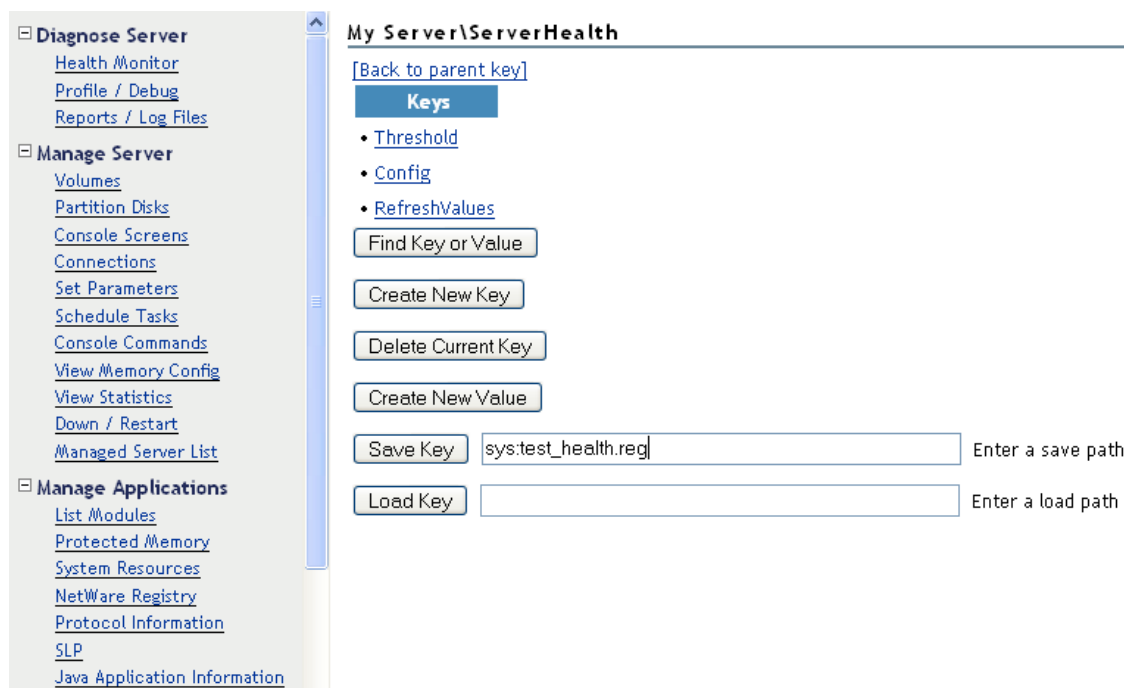 Diagnose Server
Health Monitor
Profile / Debug
Reports / Log Files
Manage Server
Volumes
Partition Disks
Console Screens
Connections
Set Parameters
Schedule Tasks
Console Commands
View Memory Config
View Statistics
Down / Restart
Managed Server List
Manage Applications
List Modules
Protected Memory
System Resources
NetWare Registry
Protocol Information
SLP
Java Application Information
My Server\ServerHealth
[Back to parent key]
Keys
• Threshold
• Config
• RefreshValues
Find Key or Value
Create New Key
Delete Current Key
Create New Value
Save Key sys:test_health.reg Enter a save path
Load Key Enter a load path